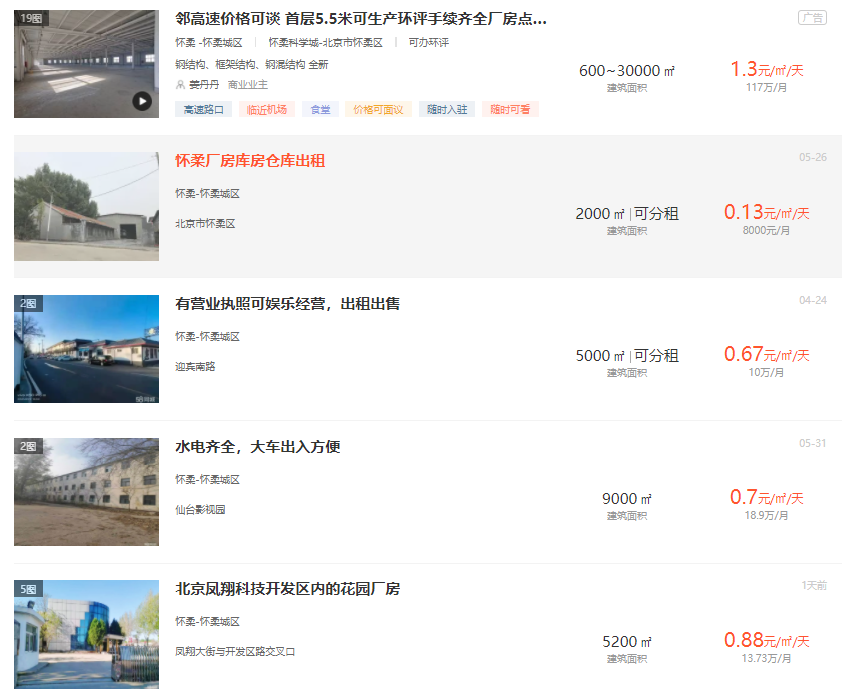 19图
邻高速价格可谈 首层5.5米可生产环评手续齐全厂房点...
广告
怀柔 -怀柔城区 | 怀柔科学城-北京市怀柔区 | 可办环评
钢结构、框架结构、钢混结构 全新
姜丹丹 商业业主
高速路口 临近机场 食堂 价格可面议 随时入驻 随时可看
600~30000 ㎡
建筑面积
1.3元/㎡/天
117万/月
怀柔厂房库房仓库出租
05-26
怀柔-怀柔城区
北京市怀柔区
2000 ㎡ | 可分租
建筑面积
0.13元/㎡/天
8000元/月
2图
有营业执照可娱乐经营，出租出售
04-24
怀柔-怀柔城区
迎宾南路
5000 ㎡ | 可分租
建筑面积
0.67元/㎡/天
10万/月
2图
水电齐全，大车出入方便
05-31
怀柔-怀柔城区
仙台影视园
9000 ㎡
建筑面积
0.7元/㎡/天
18.9万/月
5图
北京凤翔科技开发区内的花园厂房
1天前
怀柔-怀柔城区
凤翔大街与开发区路交叉口
5200 ㎡
建筑面积
0.88元/㎡/天
13.73万/月